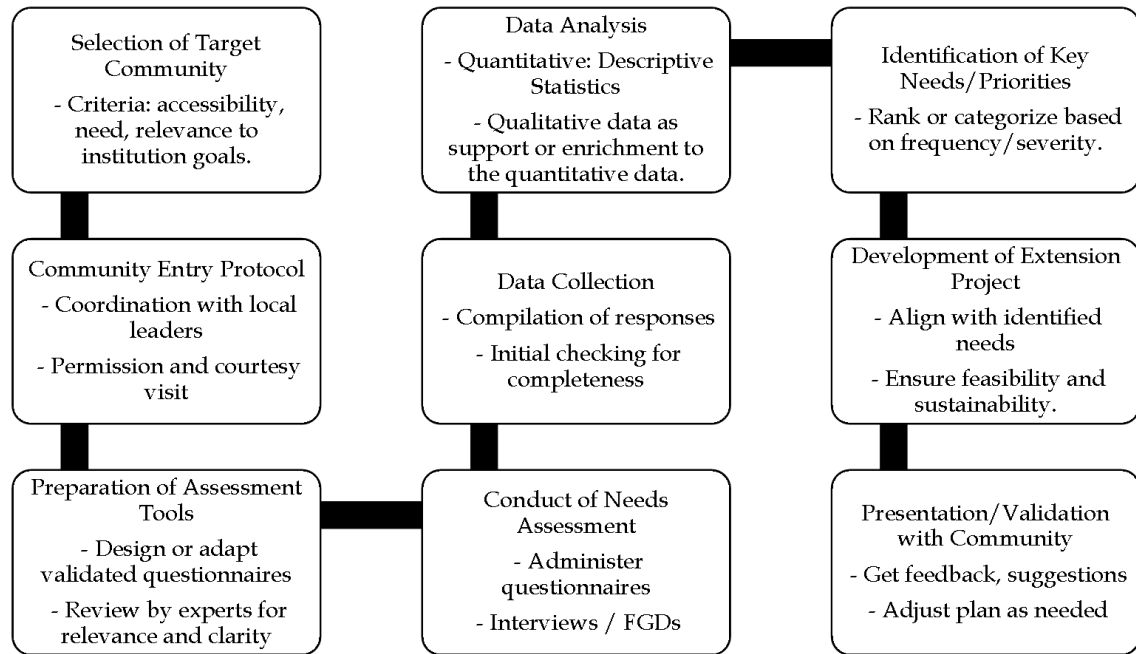 Selection of Target
Community
- Criteria: accessibility,
need, relevance to
institution goals.
Community Entry Protocol
- Coordination with local
leaders
- Permission and courtesy
visit
Preparation of Assessment
Tools
- Design or adapt
validated questionnaires
- Review by experts for
relevance and clarity
Conduct of Needs
Assessment
- Administer
questionnaires
- Interviews / FGDs
Data Collection
- Compilation of responses
- Initial checking for
completeness
Data Analysis
- Quantitative: Descriptive
Statistics
- Qualitative data as
support or enrichment to
the quantitative data.
Identification of Key
Needs/Priorities
- Rank or categorize based
on frequency/severity.
Development of Extension
Project
- Align with identified
needs
- Ensure feasibility and
sustainability.
Presentation/Validation
with Community
- Get feedback, suggestions
- Adjust plan as needed